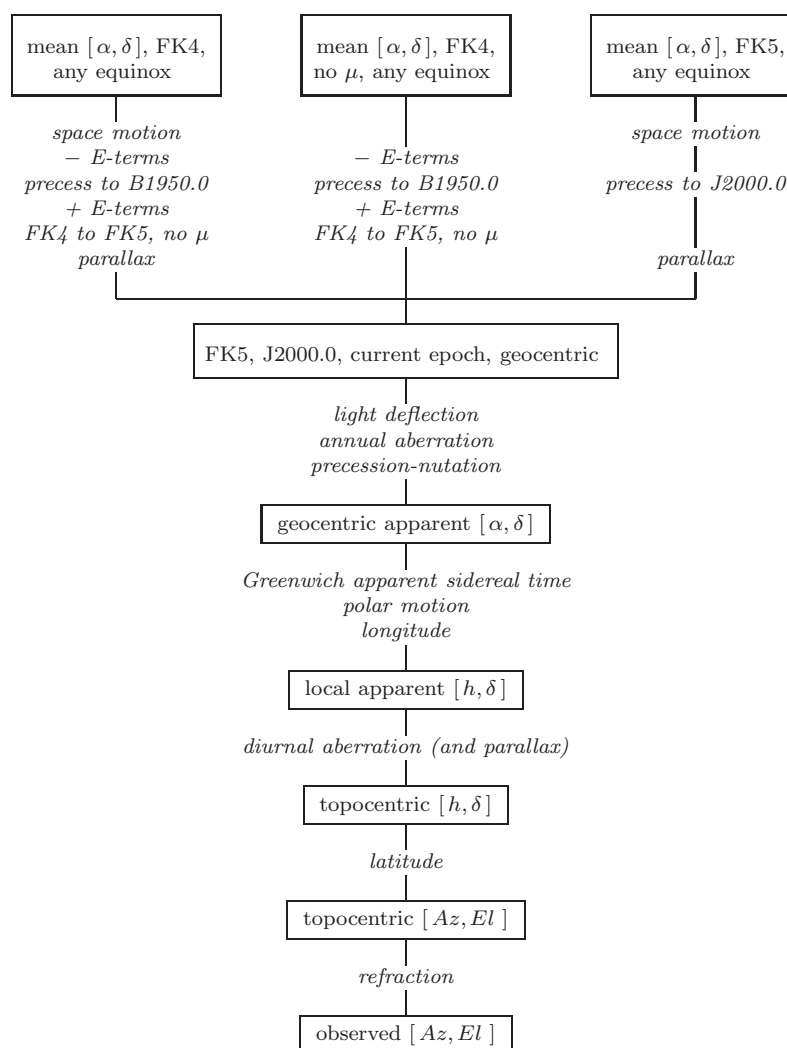 mean [ α, δ ], FK4,
any equinox
mean [ α, δ ], FK4,
no μ, any equinox
mean [ α, δ ], FK5,
any equinox
space motion
− E-terms
precess to B1950.0
+ E-terms
FK4 to FK5, no μ
parallax
− E-terms
precess to B1950.0
+ E-terms
FK4 to FK5, no μ
space motion
precess to J2000.0
parallax
FK5, J2000.0, current epoch, geocentric
light deflection
annual aberration
precession-nutation
geocentric apparent [ α, δ ]
Greenwich apparent sidereal time
polar motion
longitude
local apparent [ h, δ ]
diurnal aberration (and parallax)
topocentric [ h, δ ]
latitude
topocentric [ Az, El ]
refraction
observed [ Az, El ]